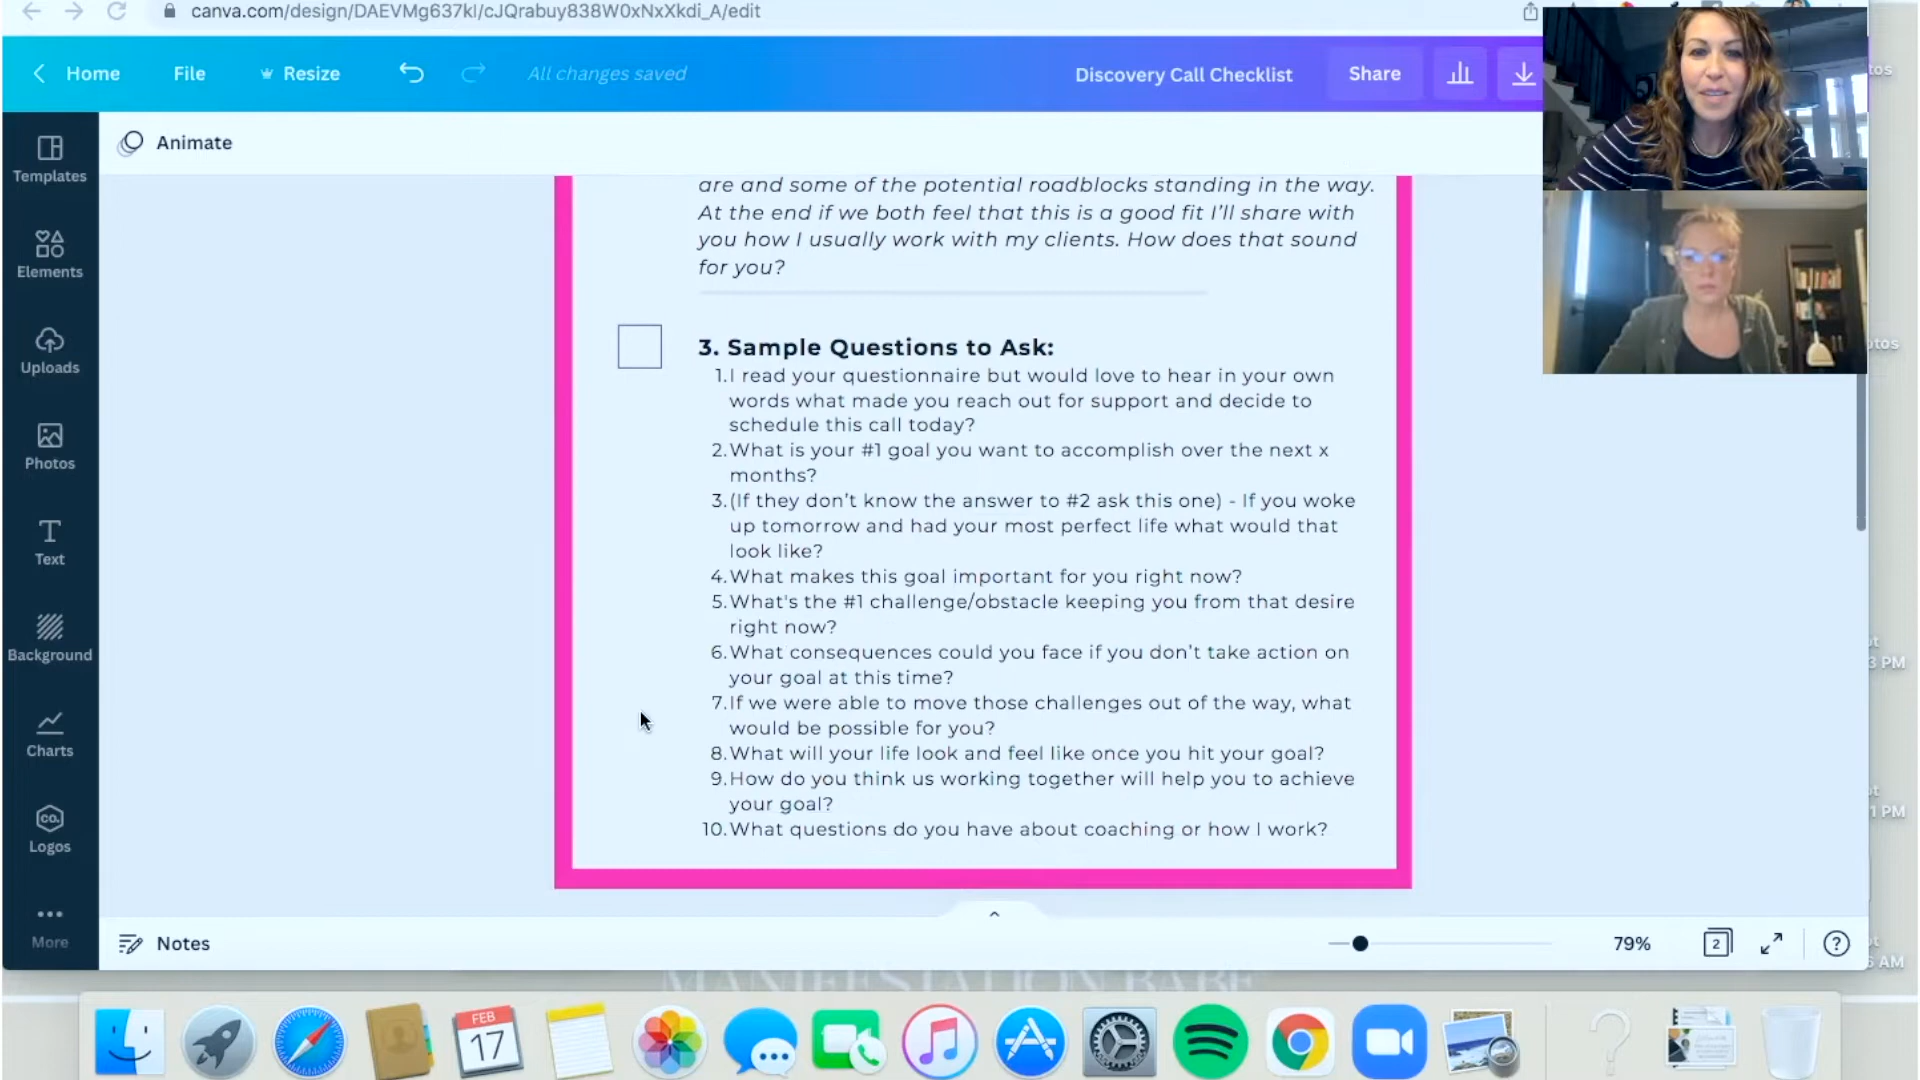 canva.com/design/DAEVMg637kI/cJQrabuy838W0xNxXkdi_A/edit
Home
File
Resize
All changes saved
Discovery Call Checklist
Share
Animate
Templates
Elements
Uploads
Photos
Text
Background
Charts
CO.
Logos
More
are and some of the potential roadblocks standing in the way.
At the end if we both feel that this is a good fit I'll share with
you how I usually work with my clients. How does that sound
for you?
3. Sample Questions to Ask:
1. I read your questionnaire but would love to hear in your own
words what made you reach out for support and decide to
schedule this call today?
2. What is your #1 goal you want to accomplish over the next x
months?
3. (If they don't know the answer to #2 ask this one) - If you woke
up tomorrow and had your most perfect life what would that
look like?
4. What makes this goal important for you right now?
5. What's the #1 challenge/obstacle keeping you from that desire
right now?
6. What consequences could you face if you don't take action on
your goal at this time?
7. If we were able to move those challenges out of the way, what
would be possible for you?
8. What will your life look and feel like once you hit your goal?
9. How do you think us working together will help you to achieve
your goal?
10. What questions do you have about coaching or how I work?
Notes
79%
2
?
3 PM
1 PM
6 AM
MANIFESTATION BABE
FEB
17